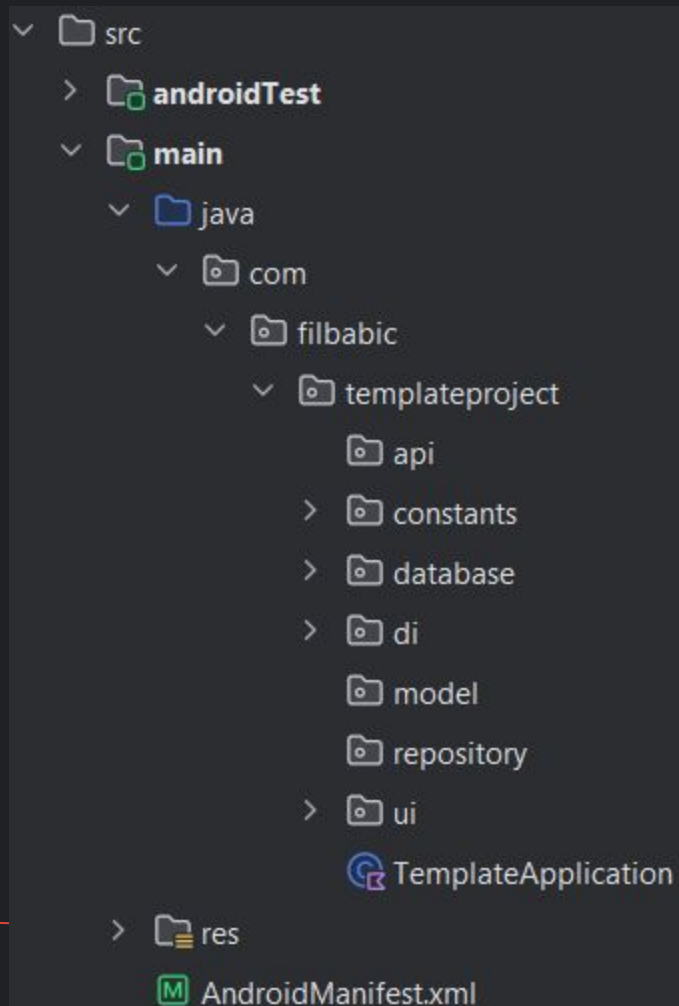 src
androidTest
main
java
com
filbabic
templateproject
api
constants
database
di
model
repository
ui
TemplateApplication
res
AndroidManifest.xml